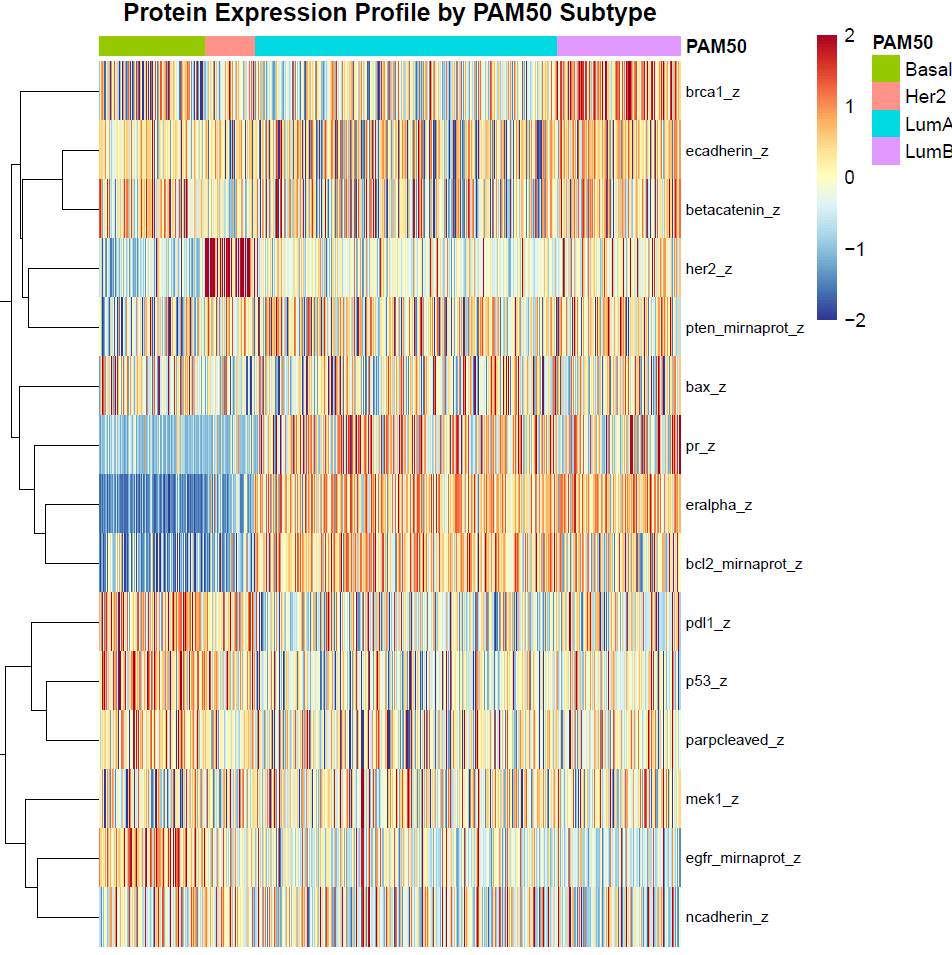 Protein Expression Profile by PAM50 Subtype
PAM50
brca1_z
ecadherin_z
betacatenin_z
her2_z
pten_mirnaprot_z
bax_z
pr_z
eralpha_z
bcl2_mirnaprot_z
pdl1_z
p53_z
parpcleaved_z
mek1_z
egfr_mirnaprot_z
ncadherin_z
2
1
0
−1
−2
PAM50
Basal
Her2
LumA
LumB